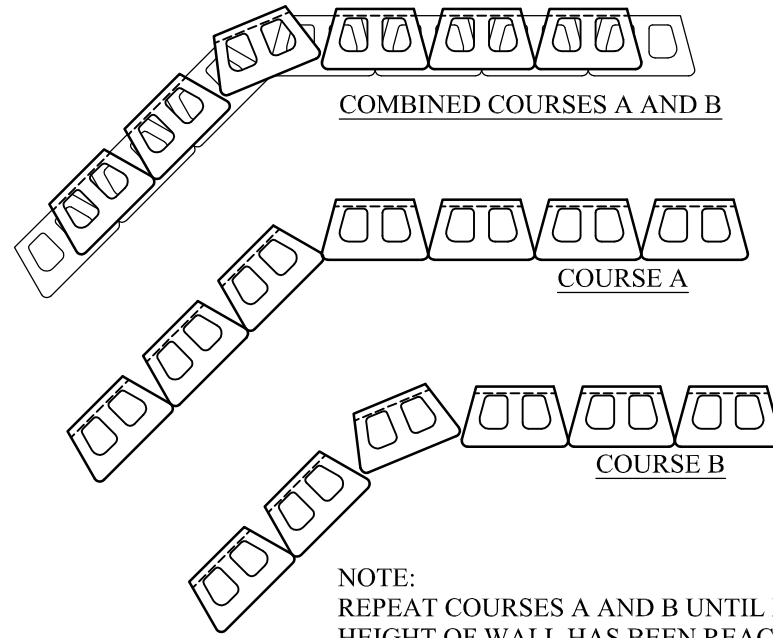 COMBINED COURSES A AND B
COURSE A
COURSE B
NOTE:
REPEAT COURSES A AND B UNTIL
HEIGHT OF WALL HAS BEEN